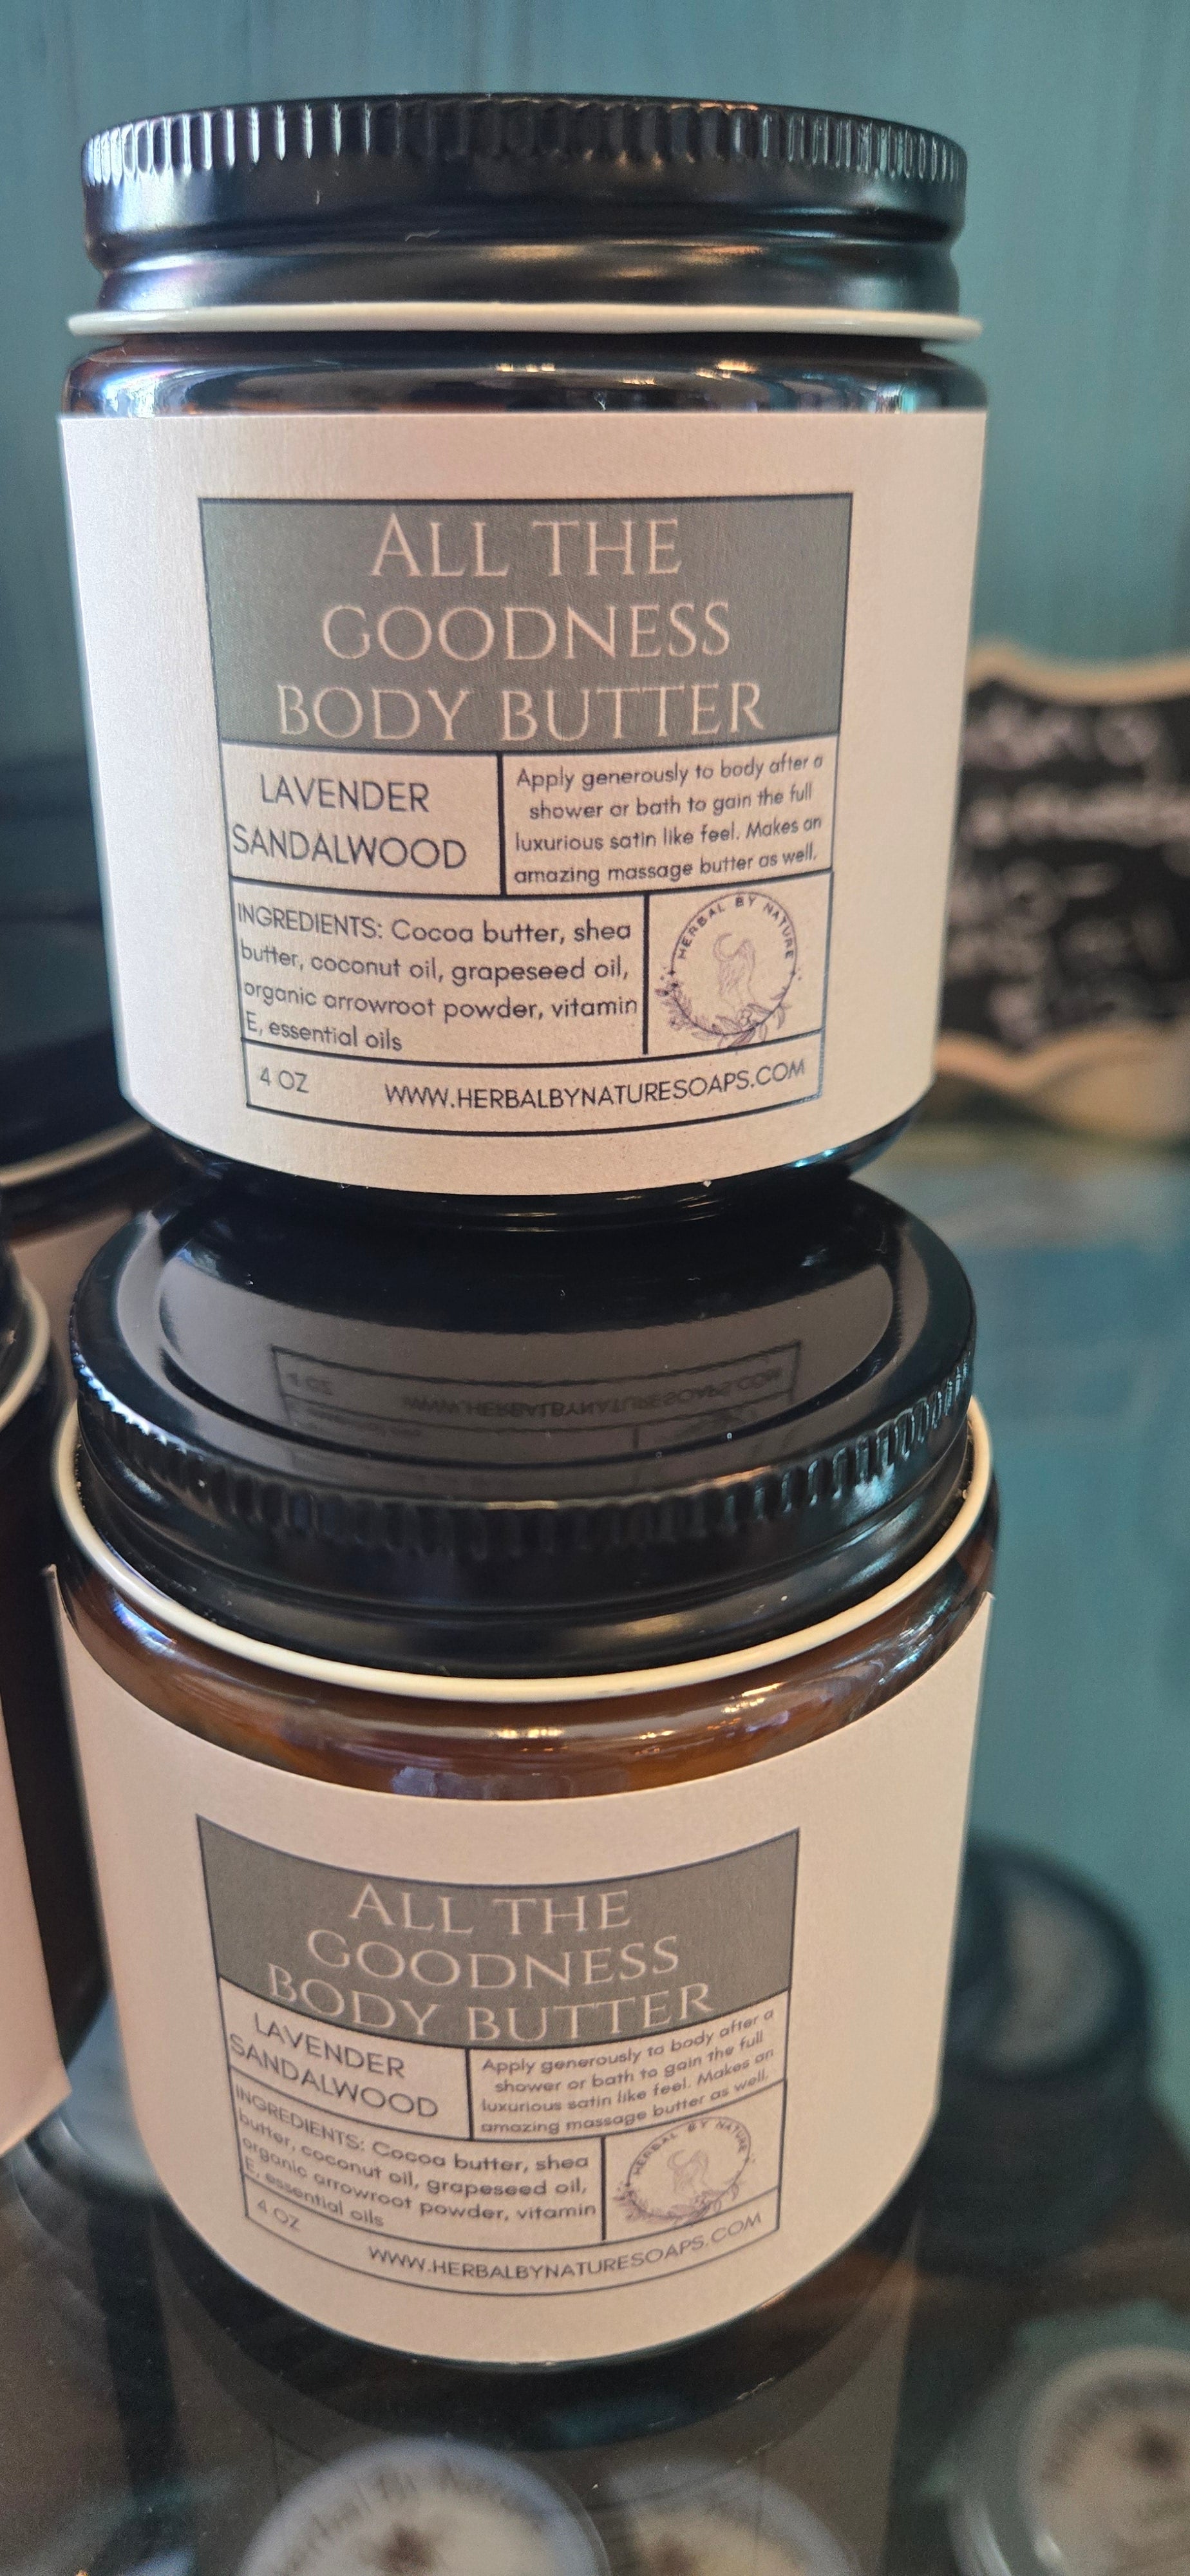 ALL THE
GOODNESS
BODY BUTTER
LAVENDER
SANDALWOOD
Apply generously to body after a
shower or bath to gain the full
luxurious satin like feel. Makes an
amazing massage butter as well.
INGREDIENTS: Cocoa butter, shea
butter, coconut oil, grapeseed oil,
organic arrowroot powder, vitamin
E, essential oils
HERBAL BY NATURE
4 OZ
WWW.HERBALBYNATURESOAPS.COM
ALL THE
GOODNESS
BODY BUTTER
LAVENDER
SANDALWOOD
Apply generously to body after a
shower or bath to gain the full
luxurious satin like feel. Makes an
amazing massage butter as well.
INGREDIENTS: Cocoa butter, shea
butter, coconut oil, grapeseed oil,
organic arrowroot powder, vitamin
E, essential oils
HERBAL BY NATURE
4 OZ
WWW.HERBALBYNATURESOAPS.COM